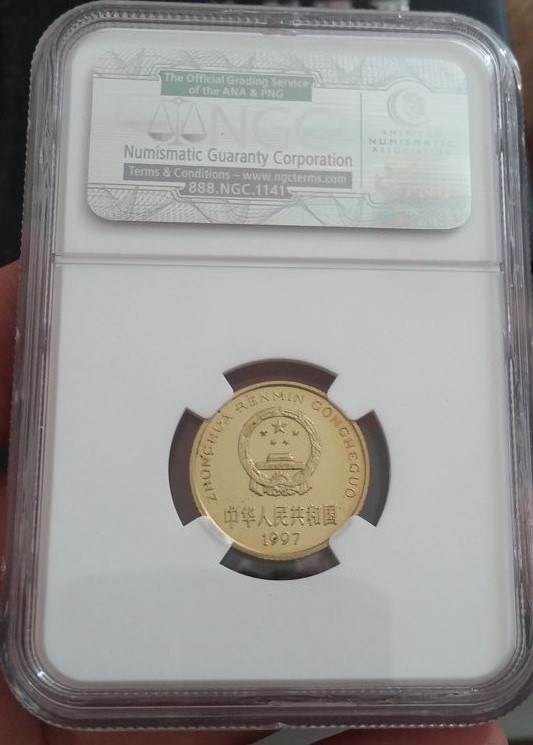 The Official Grading Service
of the ANA & PNG
NGC
AMERICAN
NUMISMATIC
ASSOCIATION
Numismatic Guaranty Corporation
Terms & Conditions – www.ngcterms.com
888.NGC.1141
ZHONGHUA RENMIN GONGHEGUO
中华人民共和国
1997